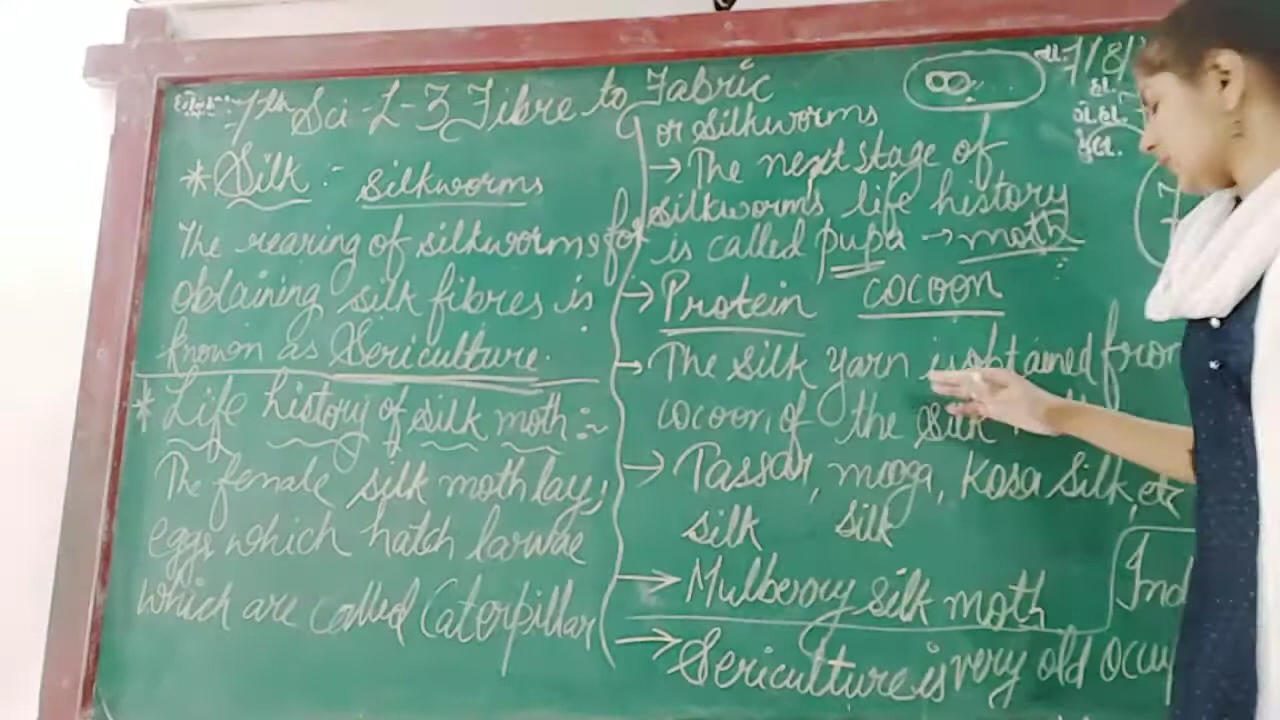 7th Sci - L-3 Fibre to Fabric
* Silk :- silkworms
The rearing of silkworms for
obtaining silk fibres is
known as Sericulture.
* Life history of silk moth :-
The female silk moth lay,
eggs which hatch larvae
which are called Caterpillar
or silkworms
→ The next stage of
silkworms life history
is called pupa → moth
→ Protein cocoon
→ The silk yarn is obtained from
cocoon of the silk
→ Tassar, mooga, Kosa silk, etc
silk silk
→ Mulberry silk moth
→ Sericulture is very old occu
Ind
તા. 7/8/